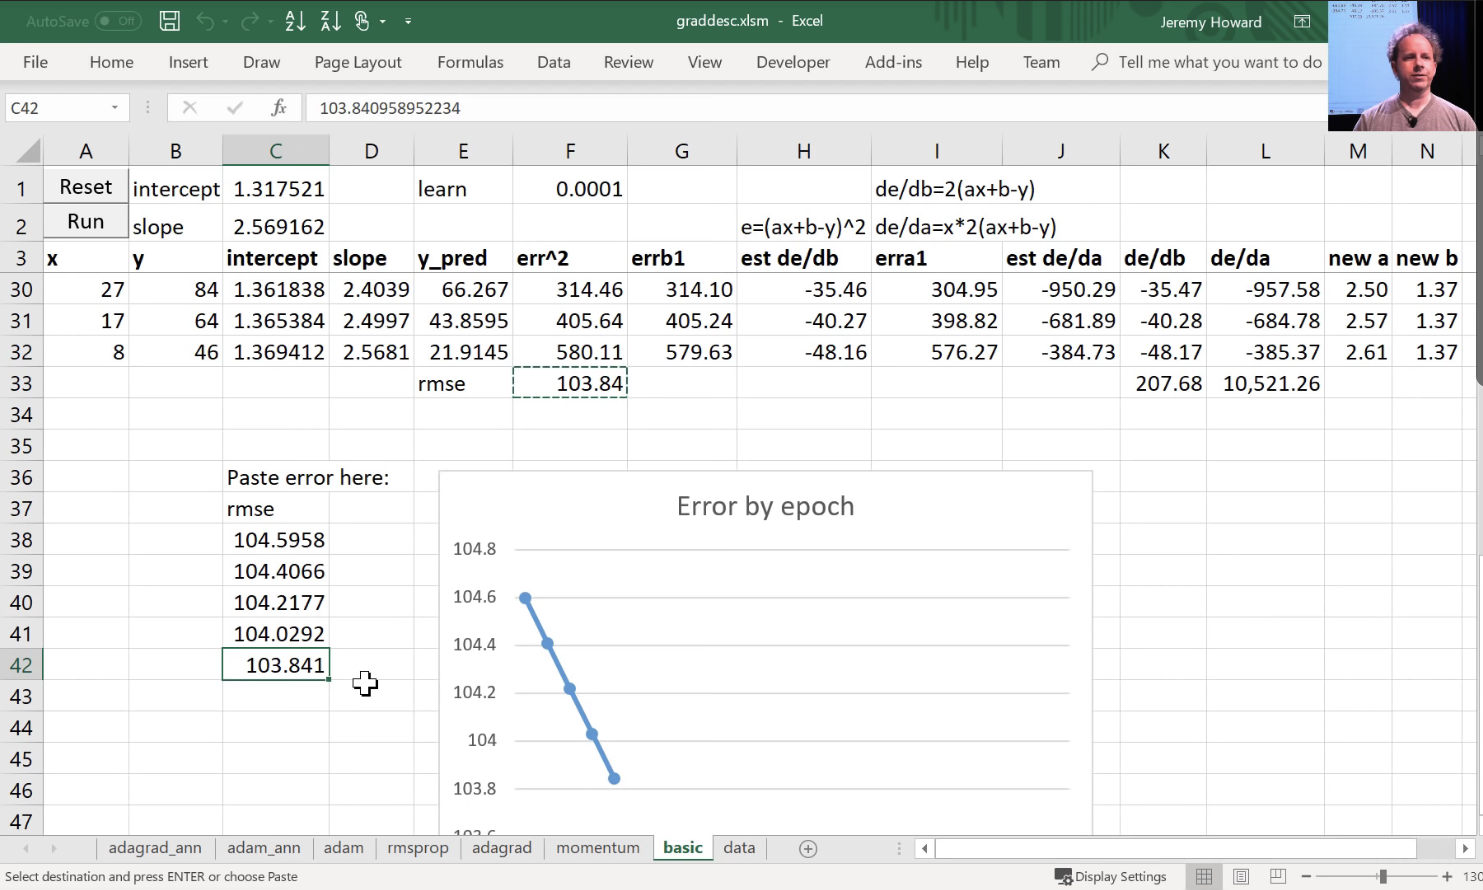 AutoSave Off graddesc.xlsm - Excel Jeremy Howard
File Home Insert Draw Page Layout Formulas Data Review View Developer Add-ins Help Team Tell me what you want to do
C42 fx 103.840958952234
A B C D E F G H I J K L M N
1 Reset intercept 1.317521 learn 0.0001 de/db=2(ax+b-y)
2 Run slope 2.569162 e=(ax+b-y)^2 de/da=x*2(ax+b-y)
3 x y intercept slope y_pred err^2 errb1 est de/db erra1 est de/da de/db de/da new a new b
30 27 84 1.361838 2.4039 66.267 314.46 314.10 -35.46 304.95 -950.29 -35.47 -957.58 2.50 1.37
31 17 64 1.365384 2.4997 43.8595 405.64 405.24 -40.27 398.82 -681.89 -40.28 -684.78 2.57 1.37
32 8 46 1.369412 2.5681 21.9145 580.11 579.63 -48.16 576.27 -384.73 -48.17 -385.37 2.61 1.37
33 rmse 103.84 207.68 10,521.26
34
35
36 Paste error here:
37 rmse
38 104.5958
39 104.4066
40 104.2177
41 104.0292
42 103.841
43
44
45
46
47
Error by epoch
104.8
104.6
104.4
104.2
104
103.8
adagrad_ann adam_ann adam rmsprop adagrad momentum basic data
Select destination and press ENTER or choose Paste Display Settings 130